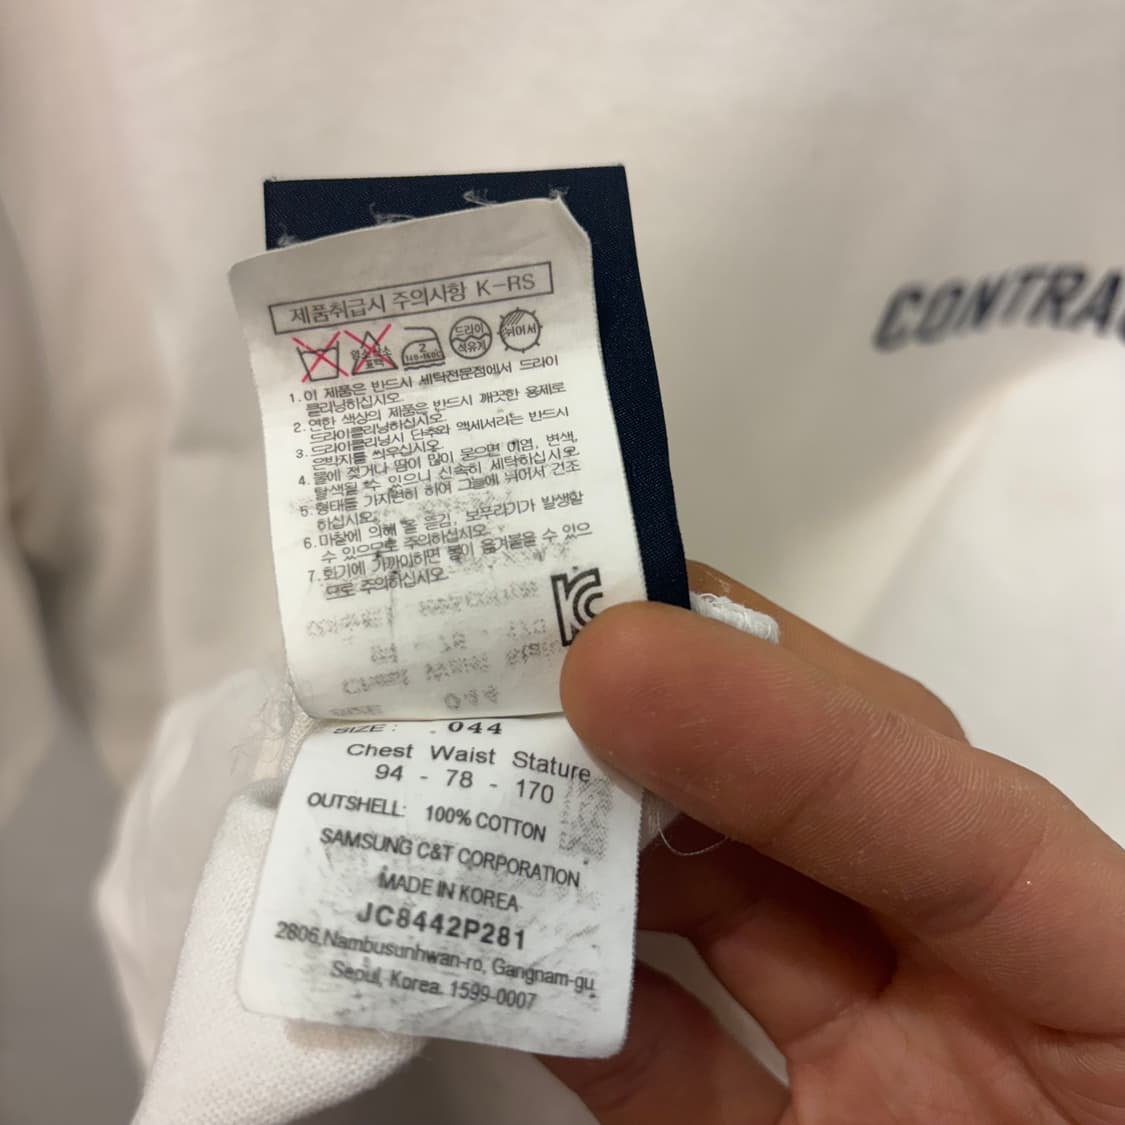 제품취급시 주의사항 K-RS
염소산소
표백
2
140-160C
드라이
석유계
뉘어서
1. 이 제품은 반드시 세탁전문점에서 드라이
클리닝하십시오.
2. 연한 색상의 제품은 반드시 깨끗한 용제로
드라이클리닝하십시오.
3. 드라이클리닝시 단추와 액세서리는 반드시
은박지를 씌우십시오.
4. 물에 젖거나 땀이 많이 묻으면 이염, 변색,
탈색될 수 있으니 신속히 세탁하십시오.
5. 형태를 가지런히 하여 그늘에 뉘어서 건조
하십시오.
6. 마찰에 의해 올 뜯김, 보푸라기가 발생할
수 있으므로 주의하십시오.
7. 화기에 가까이하면 불이 옮겨붙을 수 있으
므로 주의하십시오.
SIZE: 044
Chest Waist Stature
94 - 78 - 170
OUTSHELL: 100% COTTON
SAMSUNG C&T CORPORATION
MADE IN KOREA
JC8442P281
2806, Nambusunhwan-ro, Gangnam-gu,
Seoul, Korea. 1599-0007
CONTRA